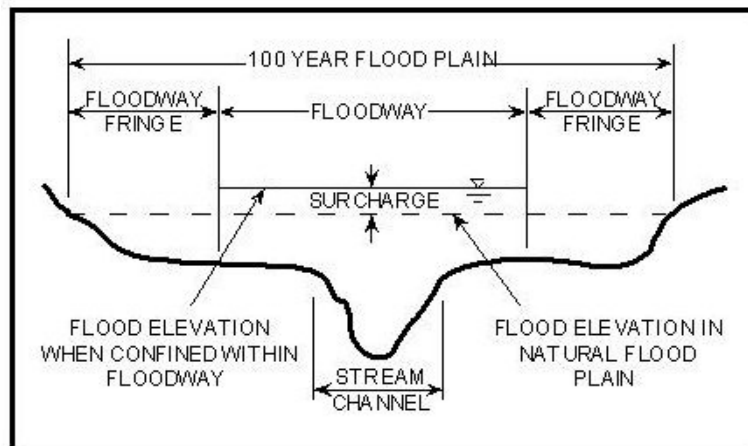 100 YEAR FLOOD PLAIN
FLOODWAY
FRINGE
FLOODWAY
FLOODWAY
FRINGE
SURCHARGE
FLOOD ELEVATION
WHEN CONFINED WITHIN
FLOODWAY
STREAM
CHANNEL
FLOOD ELEVATION IN
NATURAL FLOOD
PLAIN